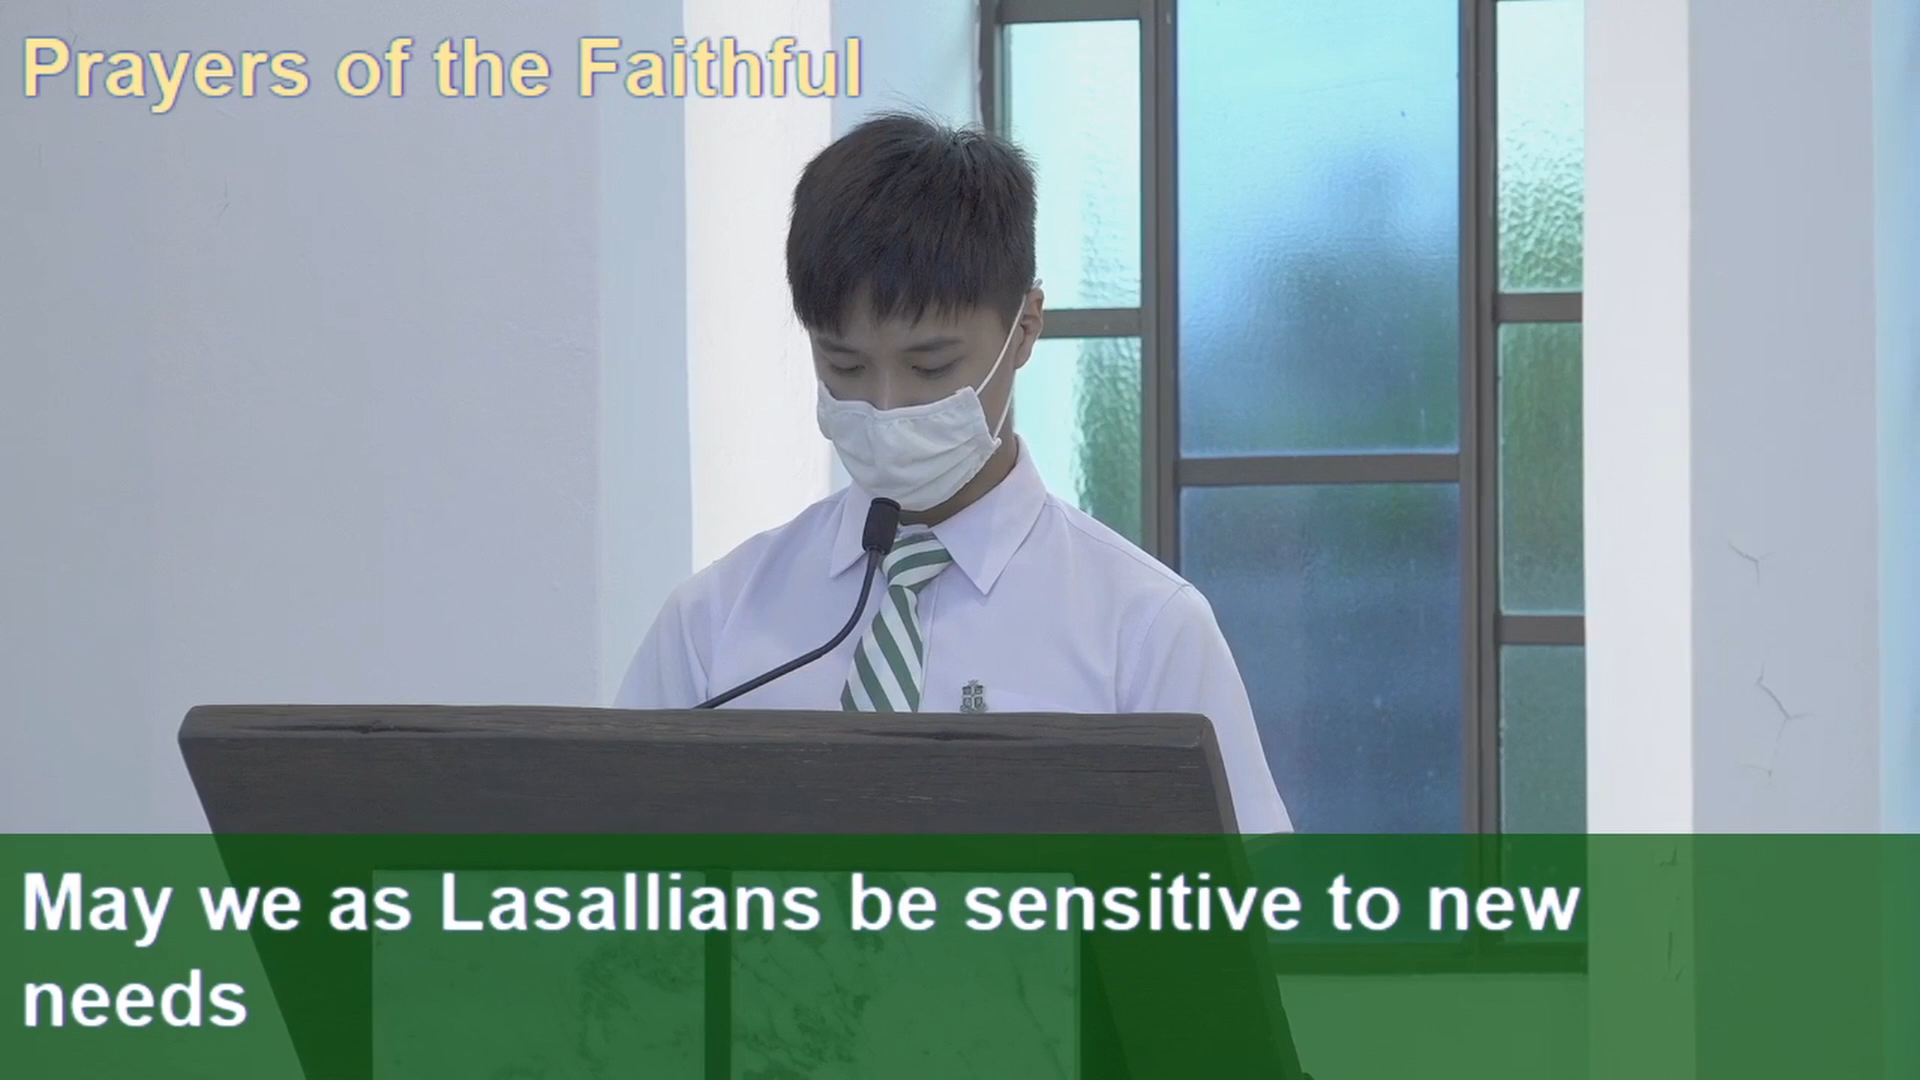 Prayers of the Faithful
May we as Lasallians be sensitive to new
needs